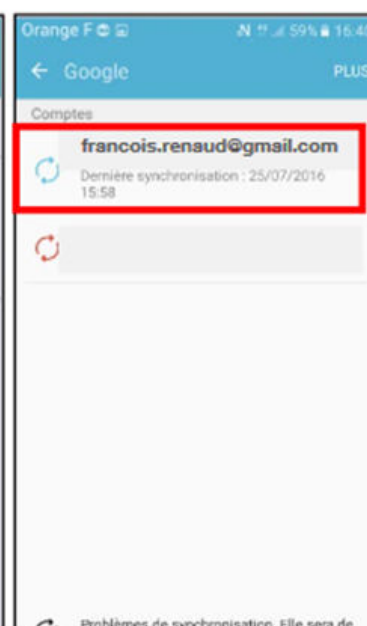 Orange F 59% 16:48
Google PLUS
Comptes
francois.renaud@gmail.com
Dernière synchronisation : 25/07/2016
15:58
Problèmes de synchronisation. Elle sera de